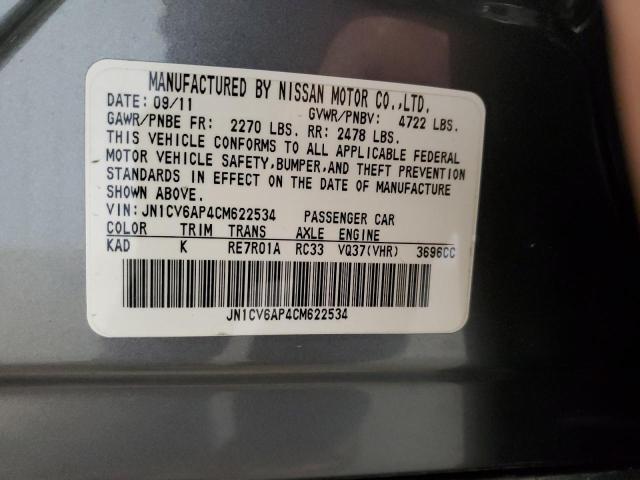 MANUFACTURED BY NISSAN MOTOR CO.,LTD.
DATE: 09/11 GVWR/PNBV: 4722 LBS.
GAWR/PNBE FR: 2270 LBS. RR: 2478 LBS.
THIS VEHICLE CONFORMS TO ALL APPLICABLE FEDERAL
MOTOR VEHICLE SAFETY,BUMPER,AND THEFT PREVENTION
STANDARDS IN EFFECT ON THE DATE OF MANUFACTURE
SHOWN ABOVE.
VIN: JN1CV6AP4CM622534 PASSENGER CAR
COLOR TRIM TRANS AXLE ENGINE
KAD K RE7R01A RC33 VQ37(VHR) 3696CC
JN1CV6AP4CM622534